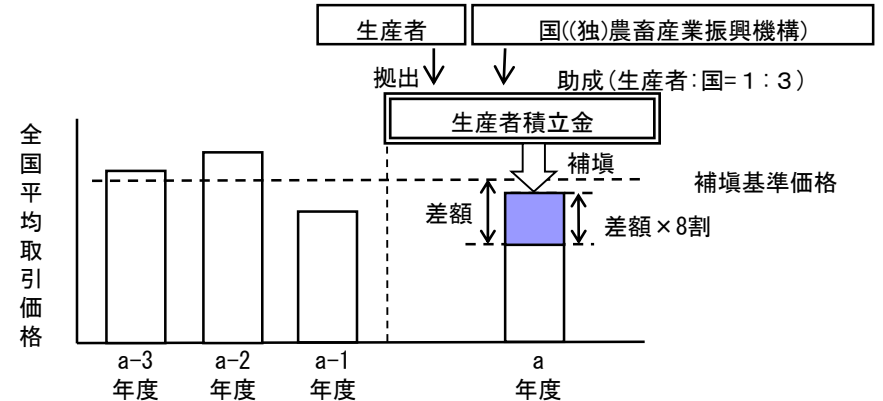 生産者
国((独)農畜産業振興機構)
拠出
助成(生産者:国=1:3)
生産者積立金
補塡
補塡基準価格
差額
差額×8割
全国平均取引価格
a-3
年度
a-2
年度
a-1
年度
a
年度